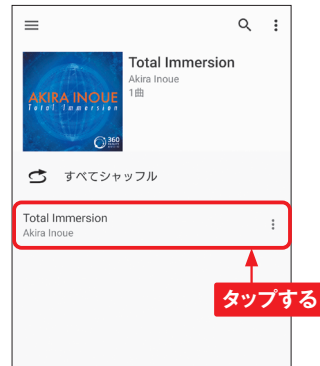 Total Immersion
Akira Inoue
1曲
AKIRA INOUE
Total Immersion
360
すべてシャッフル
Total Immersion
Akira Inoue
タップする